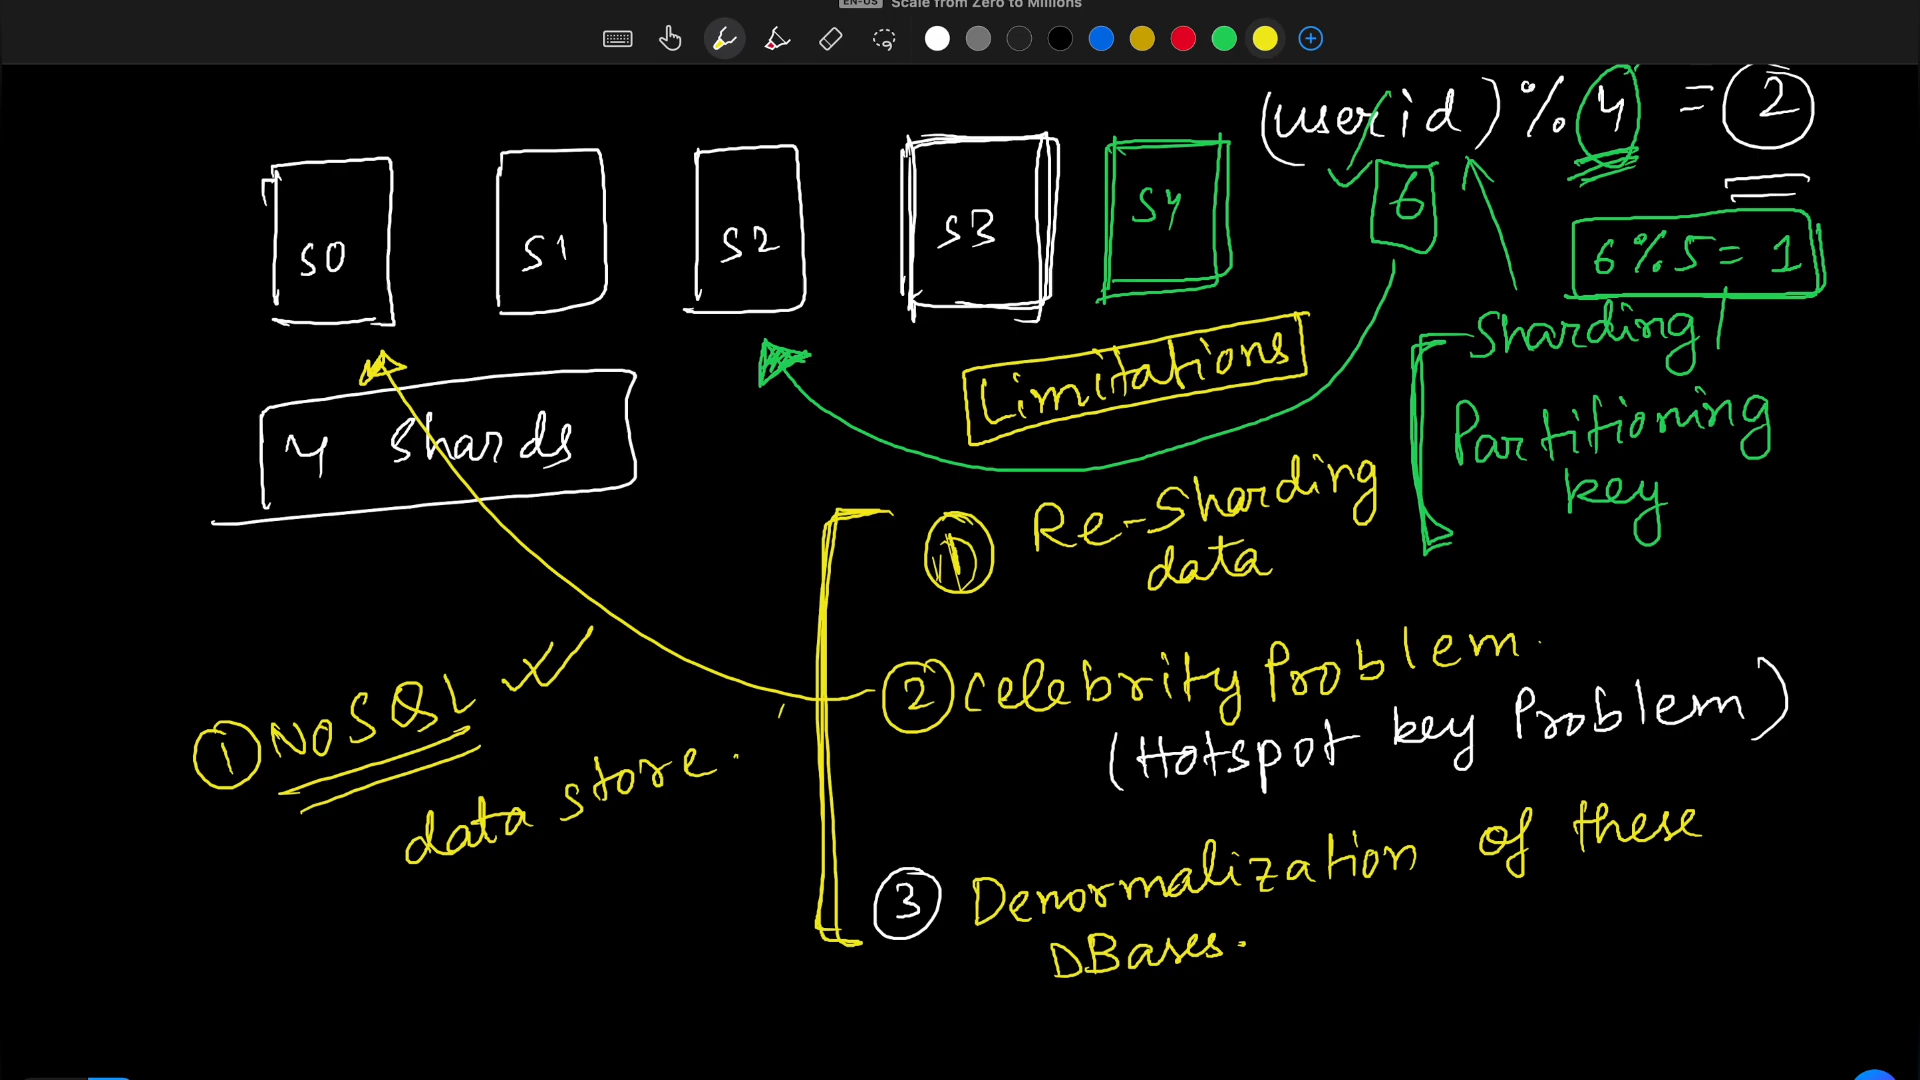 EN-US Scale from Zero to Millions
(userid) % 4 = 2
S0 S1 S2 S3 S4
6
6 % 5 = 1
Sharding/
Partitioning
key
Limitations
4 shards
① Re-Sharding
data
② Celebrity Problem.
(Hotspot key Problem)
③ Denormalization of these
DBases.
① NOSQL
data store.